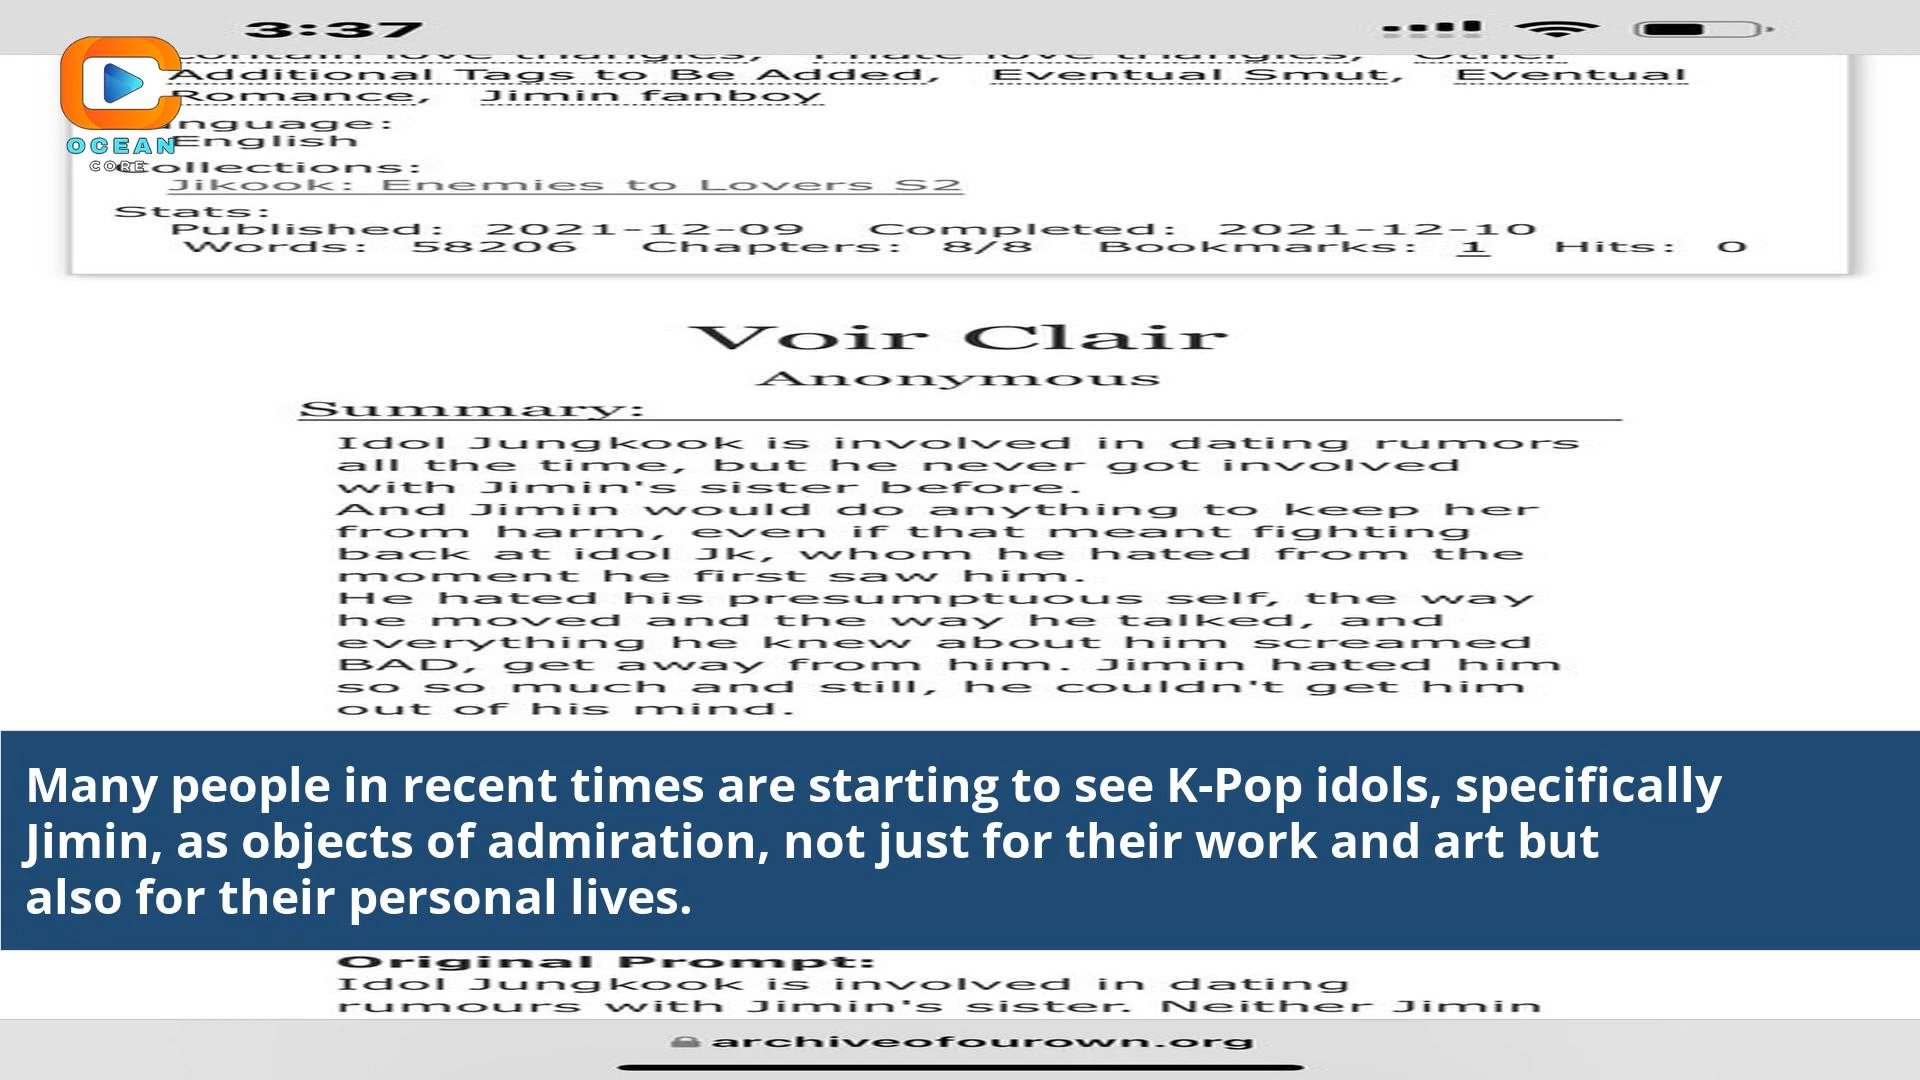 3:37
contain love triangles, I hate love triangles, Other
Additional Tags to Be Added, Eventual Smut, Eventual
Romance, Jimin fanboy
anguage:
English
OCEAN
CORE
ollections:
Jikook: Enemies to Lovers S2
Stats:
Published: 2021-12-09 Completed: 2021-12-10
Words: 58206 Chapters: 8/8 Bookmarks: 1 Hits: 0
Voir Clair
Anonymous
Summary:
Idol Jungkook is involved in dating rumors
all the time, but he never got involved
with Jimin's sister before.
And Jimin would do anything to keep her
from harm, even if that meant fighting
back at idol Jk, whom he hated from the
moment he first saw him.
He hated his presumptuous self, the way
he moved and the way he talked, and
everything he knew about him screamed
BAD, get away from him. Jimin hated him
so so much and still, he couldn't get him
out of his mind.
Many people in recent times are starting to see K-Pop idols, specifically
Jimin, as objects of admiration, not just for their work and art but
also for their personal lives.
Original Prompt:
Idol Jungkook is involved in dating
rumours with Jimin's sister. Neither Jimin
archiveofourown.org